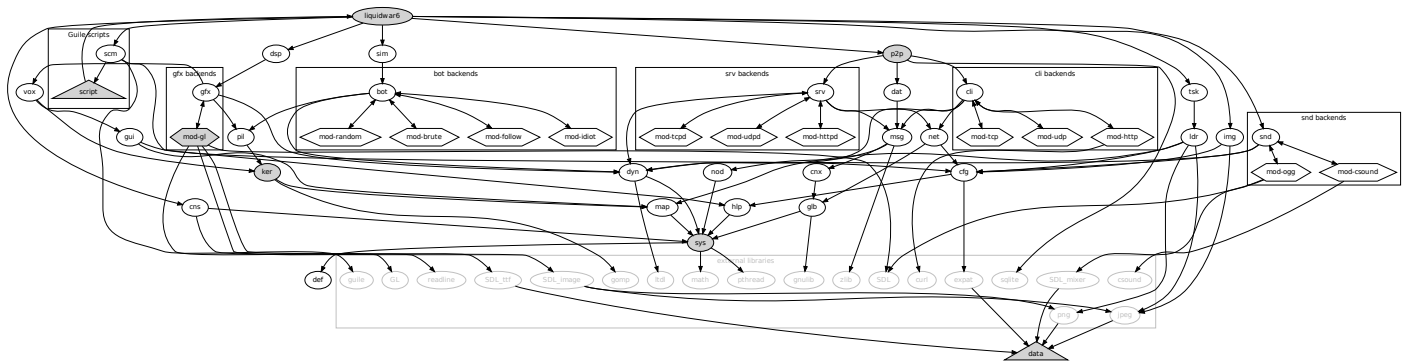 liquidwar6
Guile scripts
scm
dsp
sim
p2p
gfx backends
bot backends
srv backends
cli backends
vox
script
gfx
bot
srv
dat
cli
tsk
snd backends
mod-gl
gui
pil
mod-random
mod-brute
mod-follow
mod-idiot
mod-tcpd
mod-udpd
mod-httpd
msg
net
mod-tcp
mod-udp
mod-http
ldr
img
snd
ker
dyn
nod
cnx
cfg
mod-ogg
mod-csound
cns
map
hlp
glb
sys
external libraries
def
guile
GL
readline
SDL_ttf
SDL_image
gomp
ltdl
math
pthread
gnulib
zlib
SDL
curl
expat
sqlite
SDL_mixer
csound
png
jpeg
data